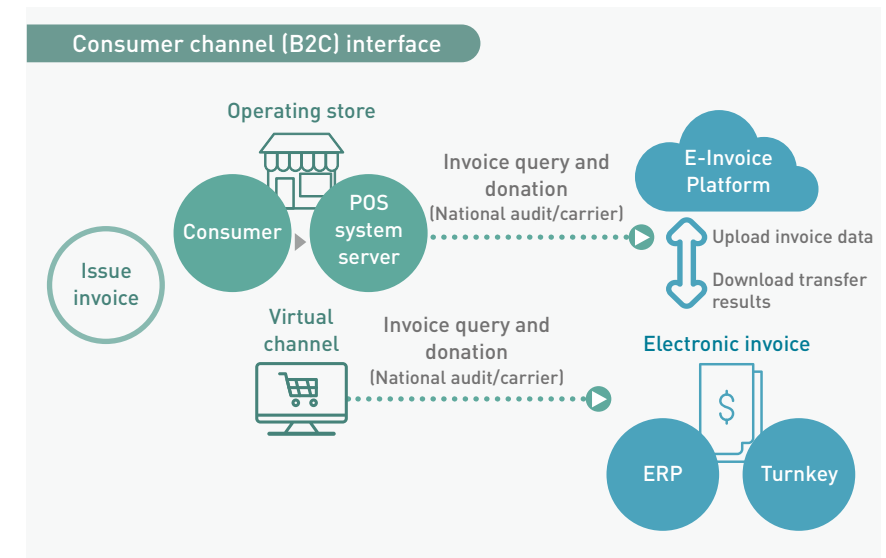 Consumer channel (B2C) interface
Operating store
Consumer
POS
system
server
Invoice query and
donation
(National audit/carrier)
E-Invoice
Platform
Upload invoice data
Download transfer
results
Issue
invoice
Virtual
channel
Invoice query and
donation
(National audit/carrier)
Electronic invoice
$
ERP
Turnkey